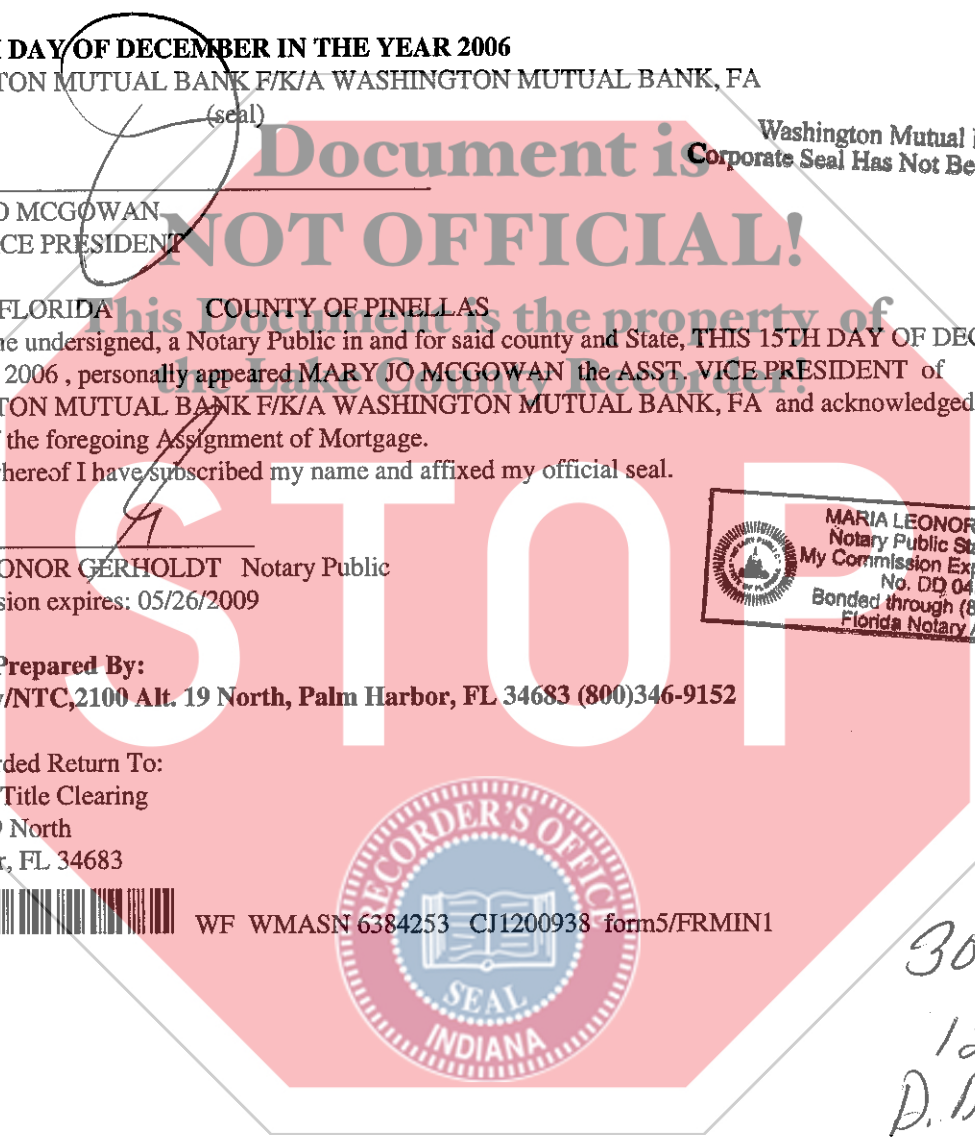 H DAY OF DECEMBER IN THE YEAR 2006
TON MUTUAL BANK F/K/A WASHINGTON MUTUAL BANK, FA
(seal)
Washington Mutual
Corporate Seal Has Not Be
Document is
NOT OFFICIAL!
This Document is the property of
the Lake County Recorder!
O MCGOWAN
CE PRESIDENT
FLORIDA COUNTY OF PINELLAS
he undersigned, a Notary Public in and for said county and State, THIS 15TH DAY OF DEC
2006 , personally appeared MARY JO MCGOWAN the ASST. VICE PRESIDENT of
TON MUTUAL BANK F/K/A WASHINGTON MUTUAL BANK, FA and acknowledged
the foregoing Assignment of Mortgage.
hereof I have subscribed my name and affixed my official seal.
STOP
MARIA LEONOR
Notary Public Sta
My Commission Exp
No. DD 04
Bonded through (8
Florida Notary A
ONOR GERHOLDT Notary Public
sion expires: 05/26/2009
Prepared By:
y/NTC,2100 Alt. 19 North, Palm Harbor, FL 34683 (800)346-9152
ded Return To:
Title Clearing
9 North
r, FL 34683
WF WMASN 6384253 CJ1200938 form5/FRMIN1
RECORDER'S OFFICE
SEAL
INDIANA
30
12